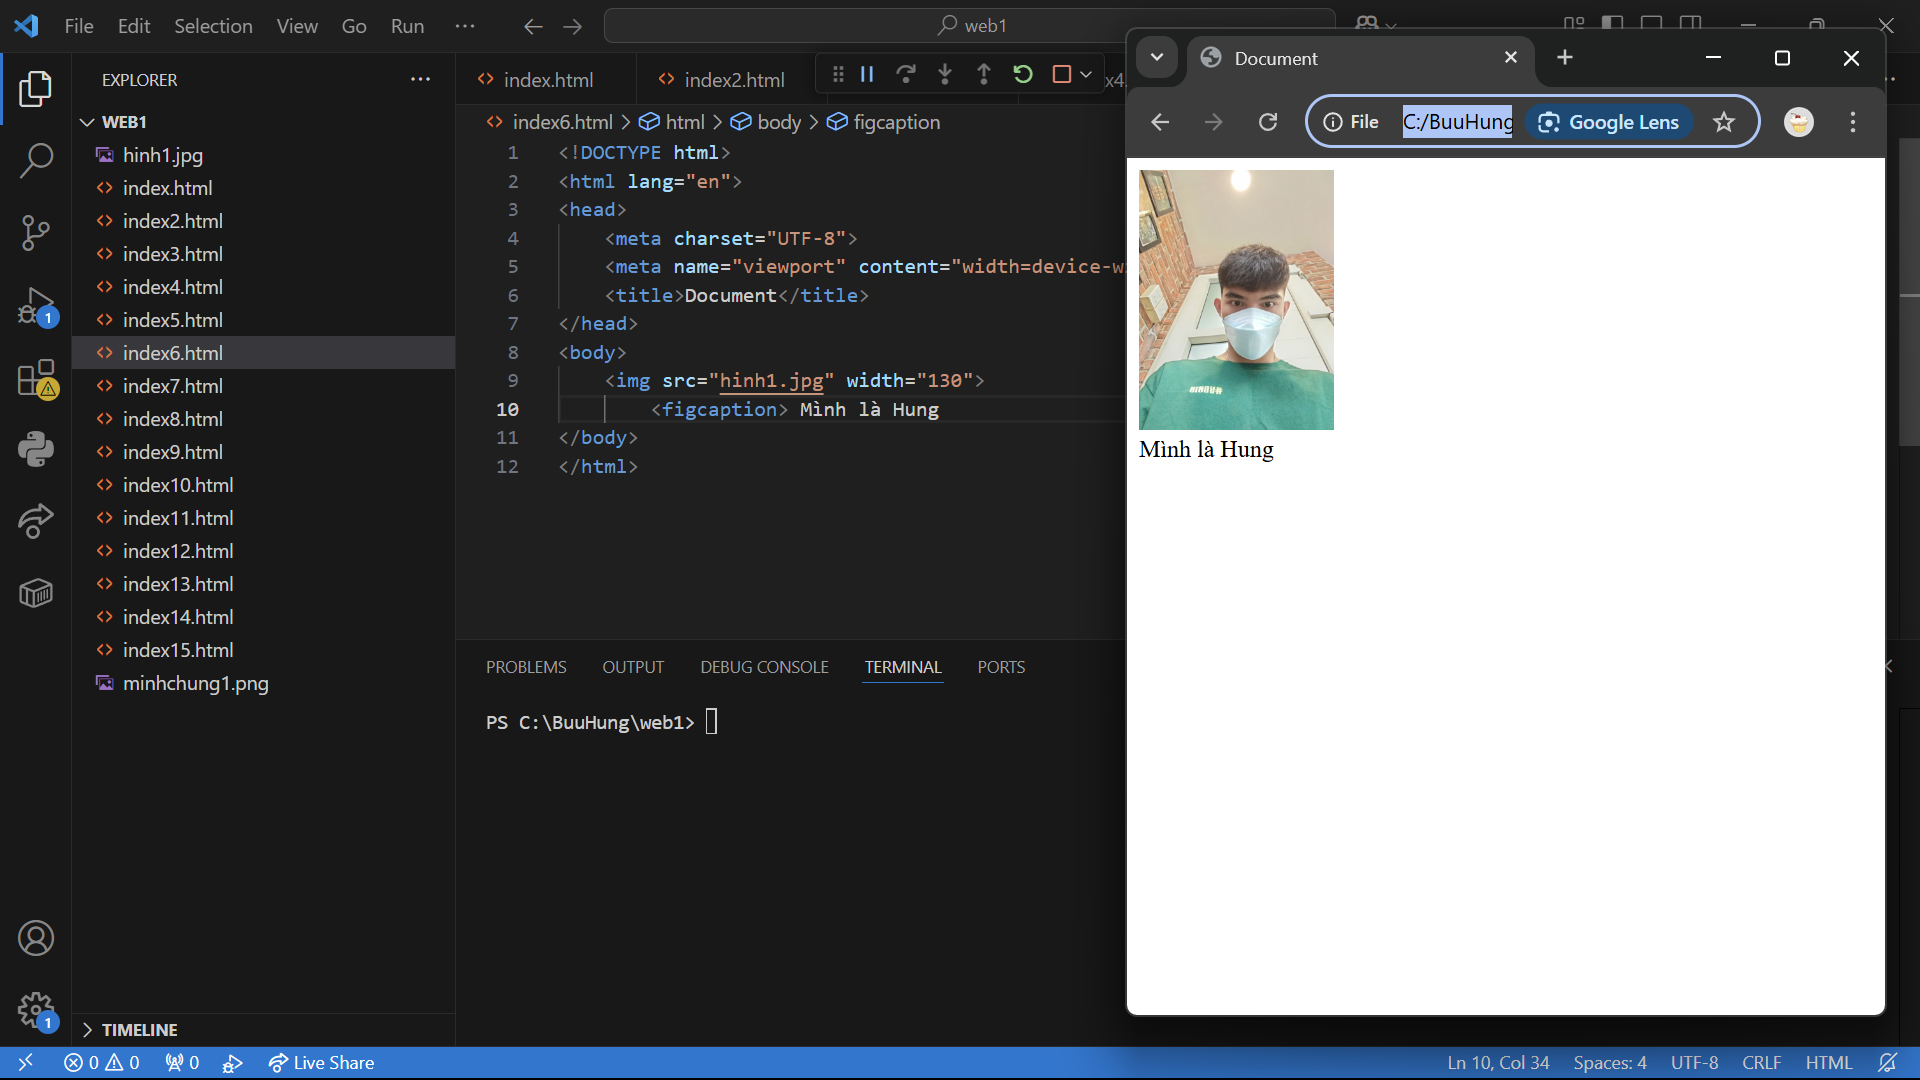 File Edit Selection View Go Run ···
web1
EXPLORER
WEB1
hinh1.jpg
index.html
index2.html
index3.html
index4.html
index5.html
index6.html
index7.html
index8.html
index9.html
index10.html
index11.html
index12.html
index13.html
index14.html
index15.html
minhchung1.png
TIMELINE
index.html index2.html x4.
index6.html > html > body > figcaption
1 <!DOCTYPE html>
2 <html lang="en">
3 <head>
4 <meta charset="UTF-8">
5 <meta name="viewport" content="width=device-w
6 <title>Document</title>
7 </head>
8 <body>
9 <img src="hinh1.jpg" width="130">
10 <figcaption> Mình là Hung
11 </body>
12 </html>
PROBLEMS OUTPUT DEBUG CONSOLE TERMINAL PORTS
PS C:\BuuHung\web1>
Document
File C:/BuuHung Google Lens
Mình là Hung
1
1
0 0 0 Live Share
Ln 10, Col 34 Spaces: 4 UTF-8 CRLF HTML